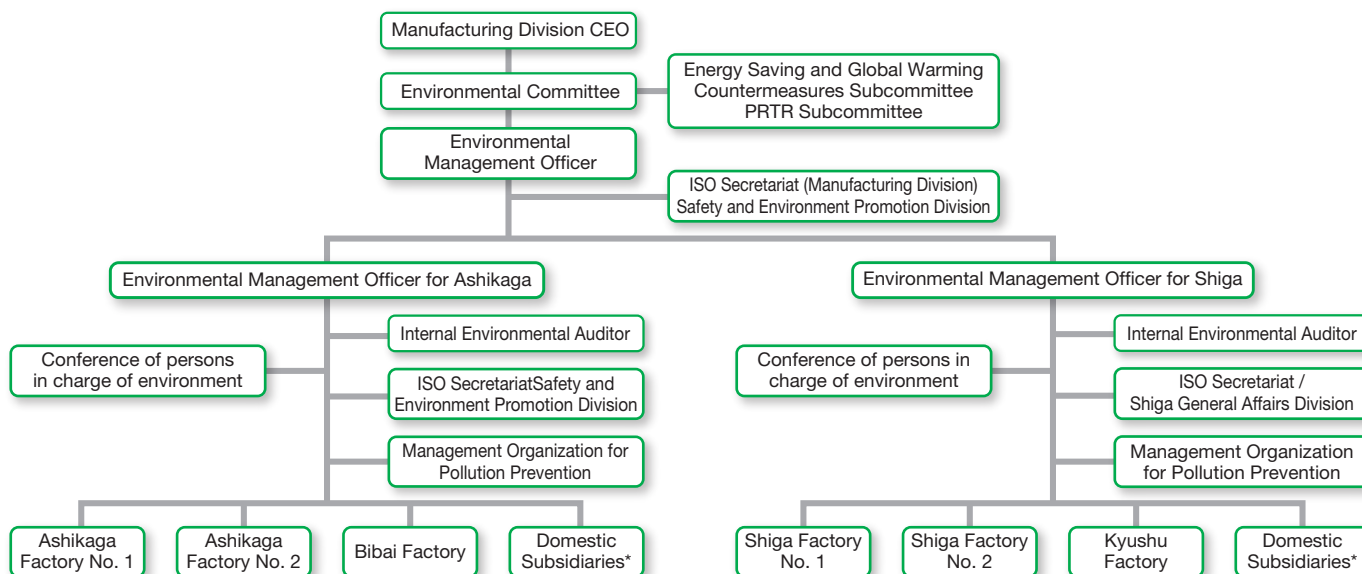 Manufacturing Division CEO
Environmental Committee
Energy Saving and Global Warming
Countermeasures Subcommittee
PRTR Subcommittee
Environmental
Management Officer
ISO Secretariat (Manufacturing Division)
Safety and Environment Promotion Division
Environmental Management Officer for Ashikaga
Internal Environmental Auditor
Conference of persons
in charge of environment
ISO SecretariatSafety and
Environment Promotion Division
Management Organization for
Pollution Prevention
Ashikaga
Factory No. 1
Ashikaga
Factory No. 2
Bibai Factory
Domestic
Subsidiaries*
Environmental Management Officer for Shiga
Internal Environmental Auditor
Conference of persons in
charge of environment
ISO Secretariat /
Shiga General Affairs Division
Management Organization
for Pollution Prevention
Shiga Factory
No. 1
Shiga Factory
No. 2
Kyushu
Factory
Domestic
Subsidiaries*